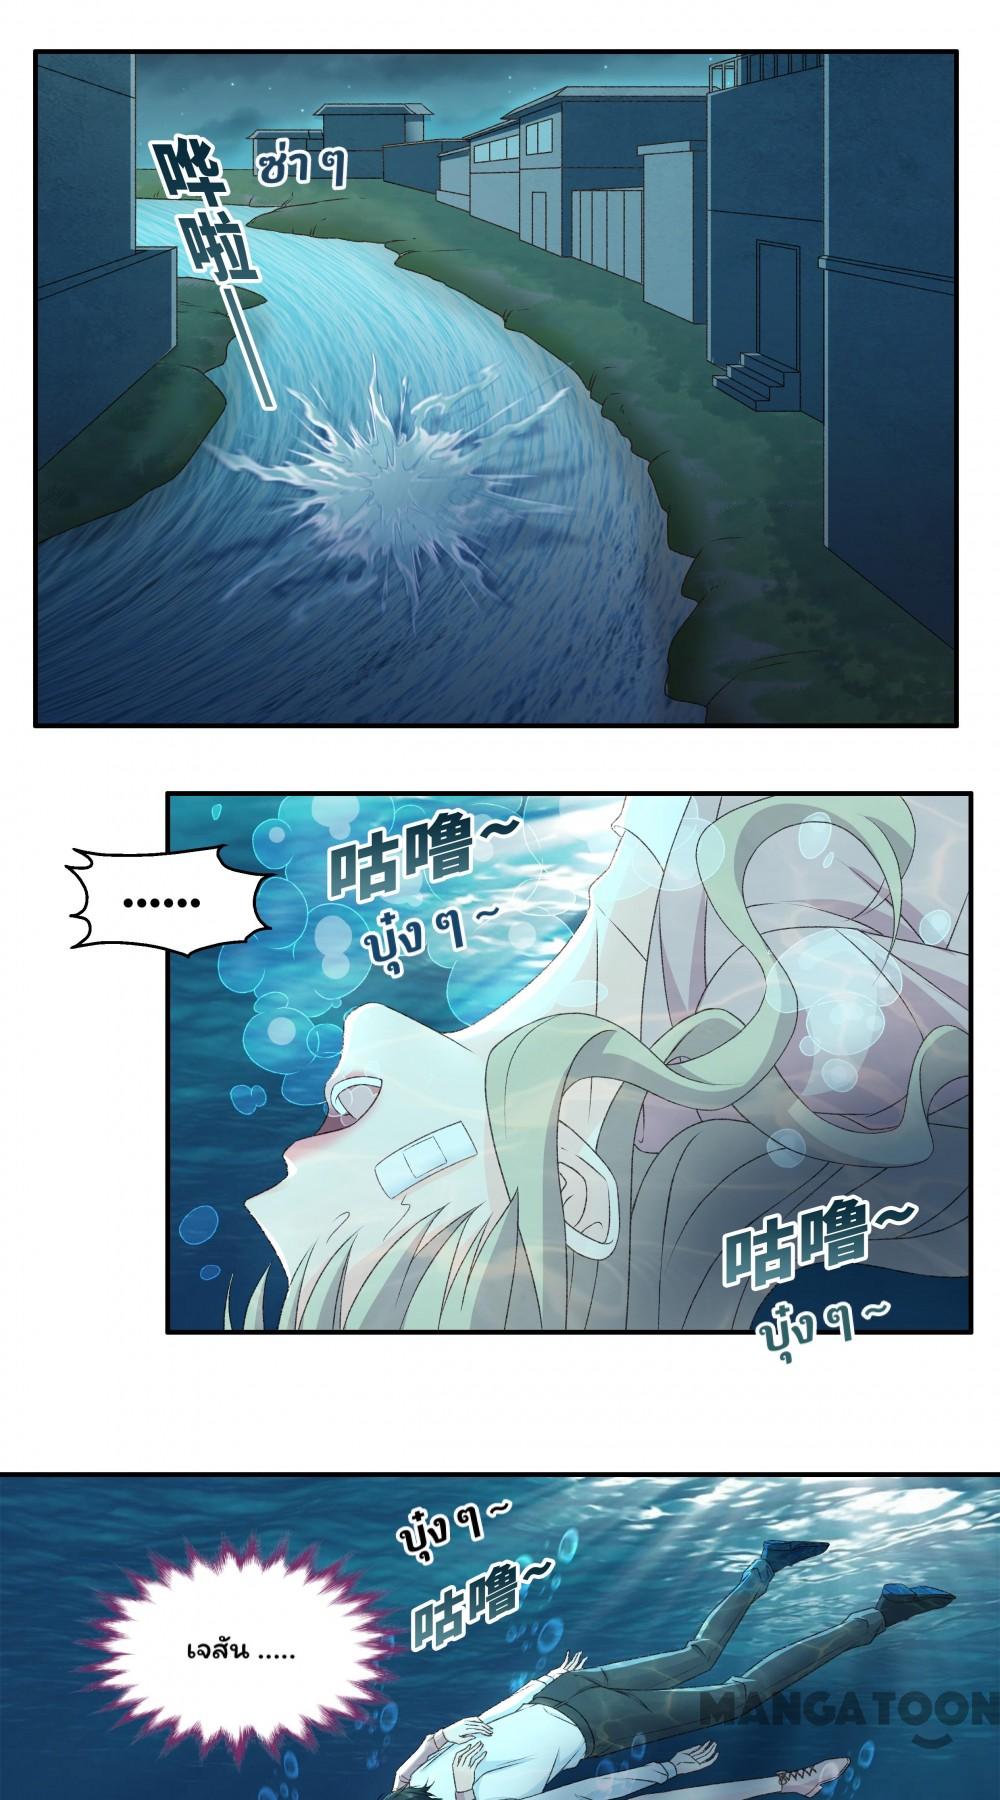 哗啦——
ซ่า ๆ
......
咕噜~
บุ๋ง ๆ ~
咕噜~
บุ๋ง ๆ ~
บุ๋ง ๆ ~
咕噜~
เจสัน .....
MANGATOON